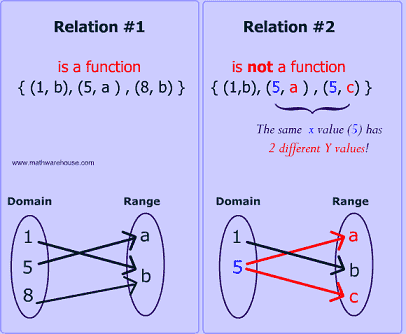 Relation #1
is a function
{ (1, b), (5, a ) , (8, b) }
www.mathwarehouse.com
Domain
Range
1
5
8
a
b
Relation #2
is not a function
{ (1,b), (5, a ) , (5, c) }
The same x value (5) has
2 different Y values!
Domain
Range
1
5
a
b
c